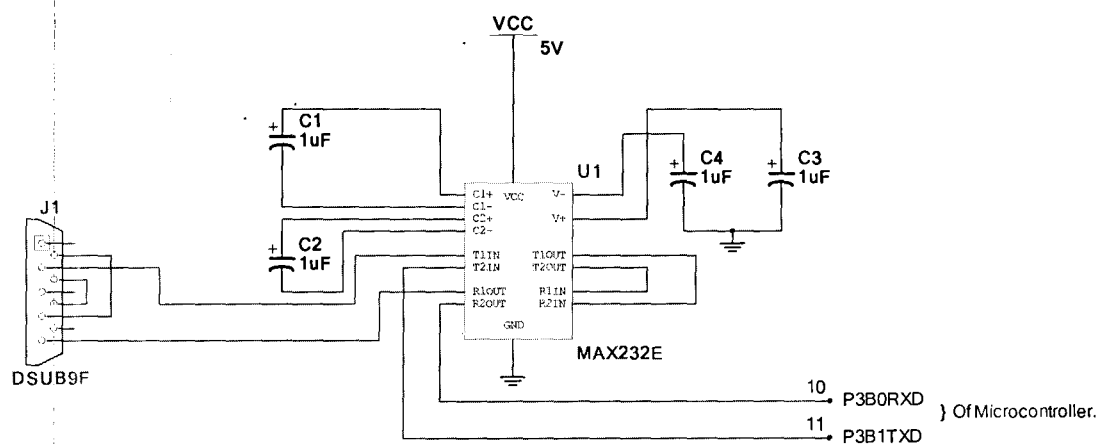 VCC
5V
C1
1uF
C4
1uF
C3
1uF
U1
J1
C1+
C1-
C2+
C2-
VCC
V-
V+
C2
1uF
T1IN
T2IN
T1OUT
T2OUT
R1OUT
R2OUT
R1IN
R2IN
GND
MAX232E
DSUB9F
10
P3B0RXD
} Of Microcontroller.
11
P3B1TXD